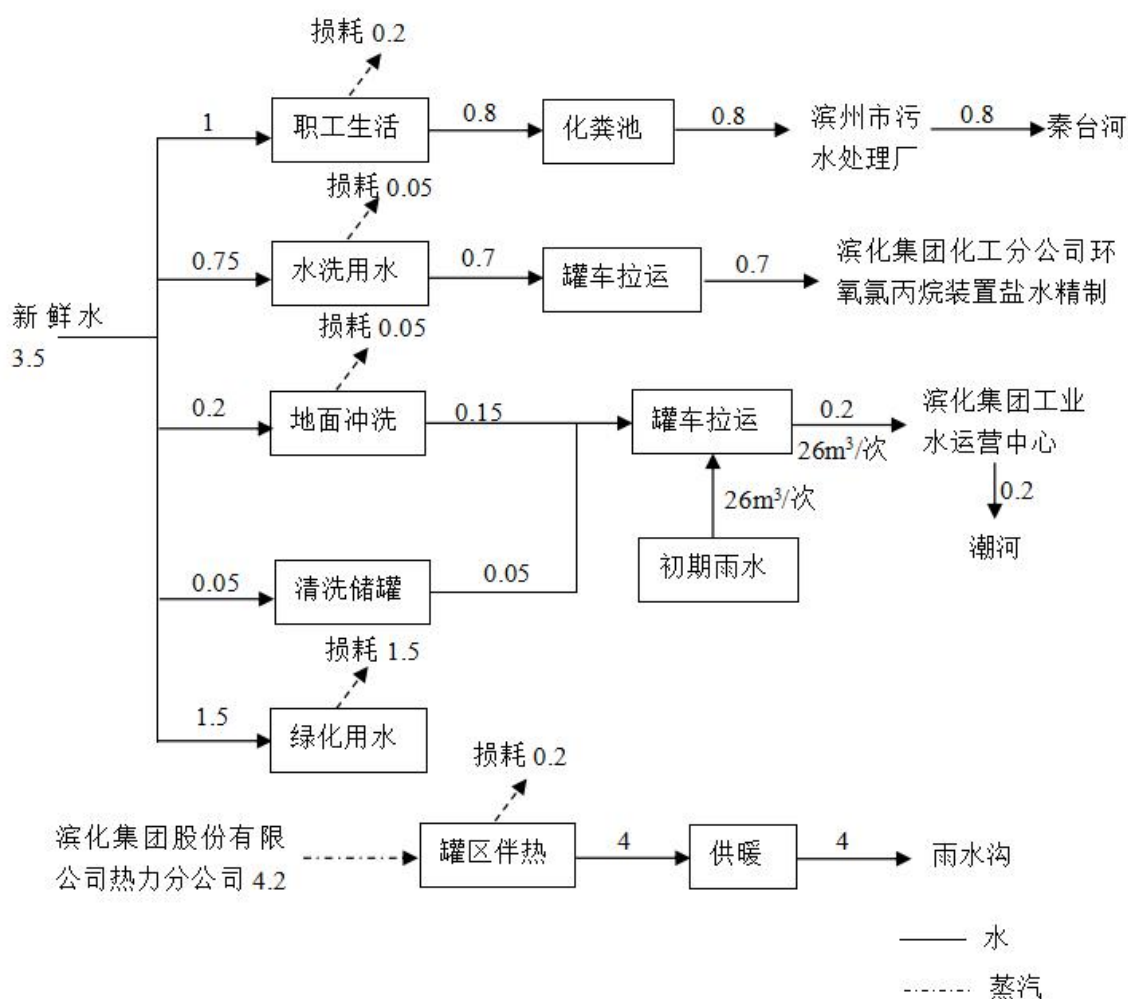 损耗 0.2
1
职工生活
0.8
化粪池
0.8
滨州市污
水处理厂
0.8
秦台河
损耗 0.05
0.75
水洗用水
0.7
罐车拉运
0.7
滨化集团化工分公司环
氧氯丙烷装置盐水精制
新鲜水
3.5
损耗 0.05
0.2
地面冲洗
0.15
罐车拉运
0.2
26m³/次
滨化集团工业
水运营中心
0.2
潮河
26m³/次
初期雨水
0.05
清洗储罐
0.05
损耗 1.5
1.5
绿化用水
损耗 0.2
滨化集团股份有限
公司热力分公司 4.2
罐区伴热
4
供暖
4
雨水沟
水
蒸汽